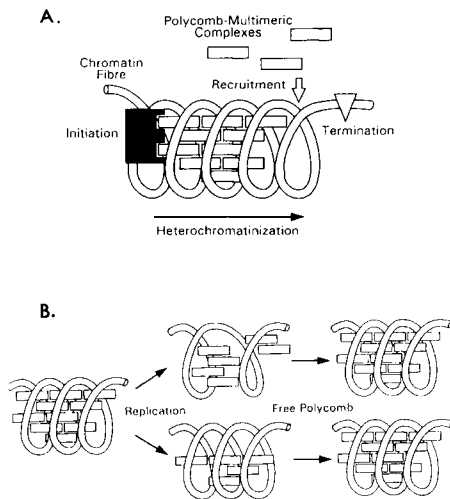 A.
Polycomb-Multimeric
Complexes
Chromatin
Fibre
Recruitment
Initiation
Termination
Heterochromatinization
B.
Replication
Free Polycomb